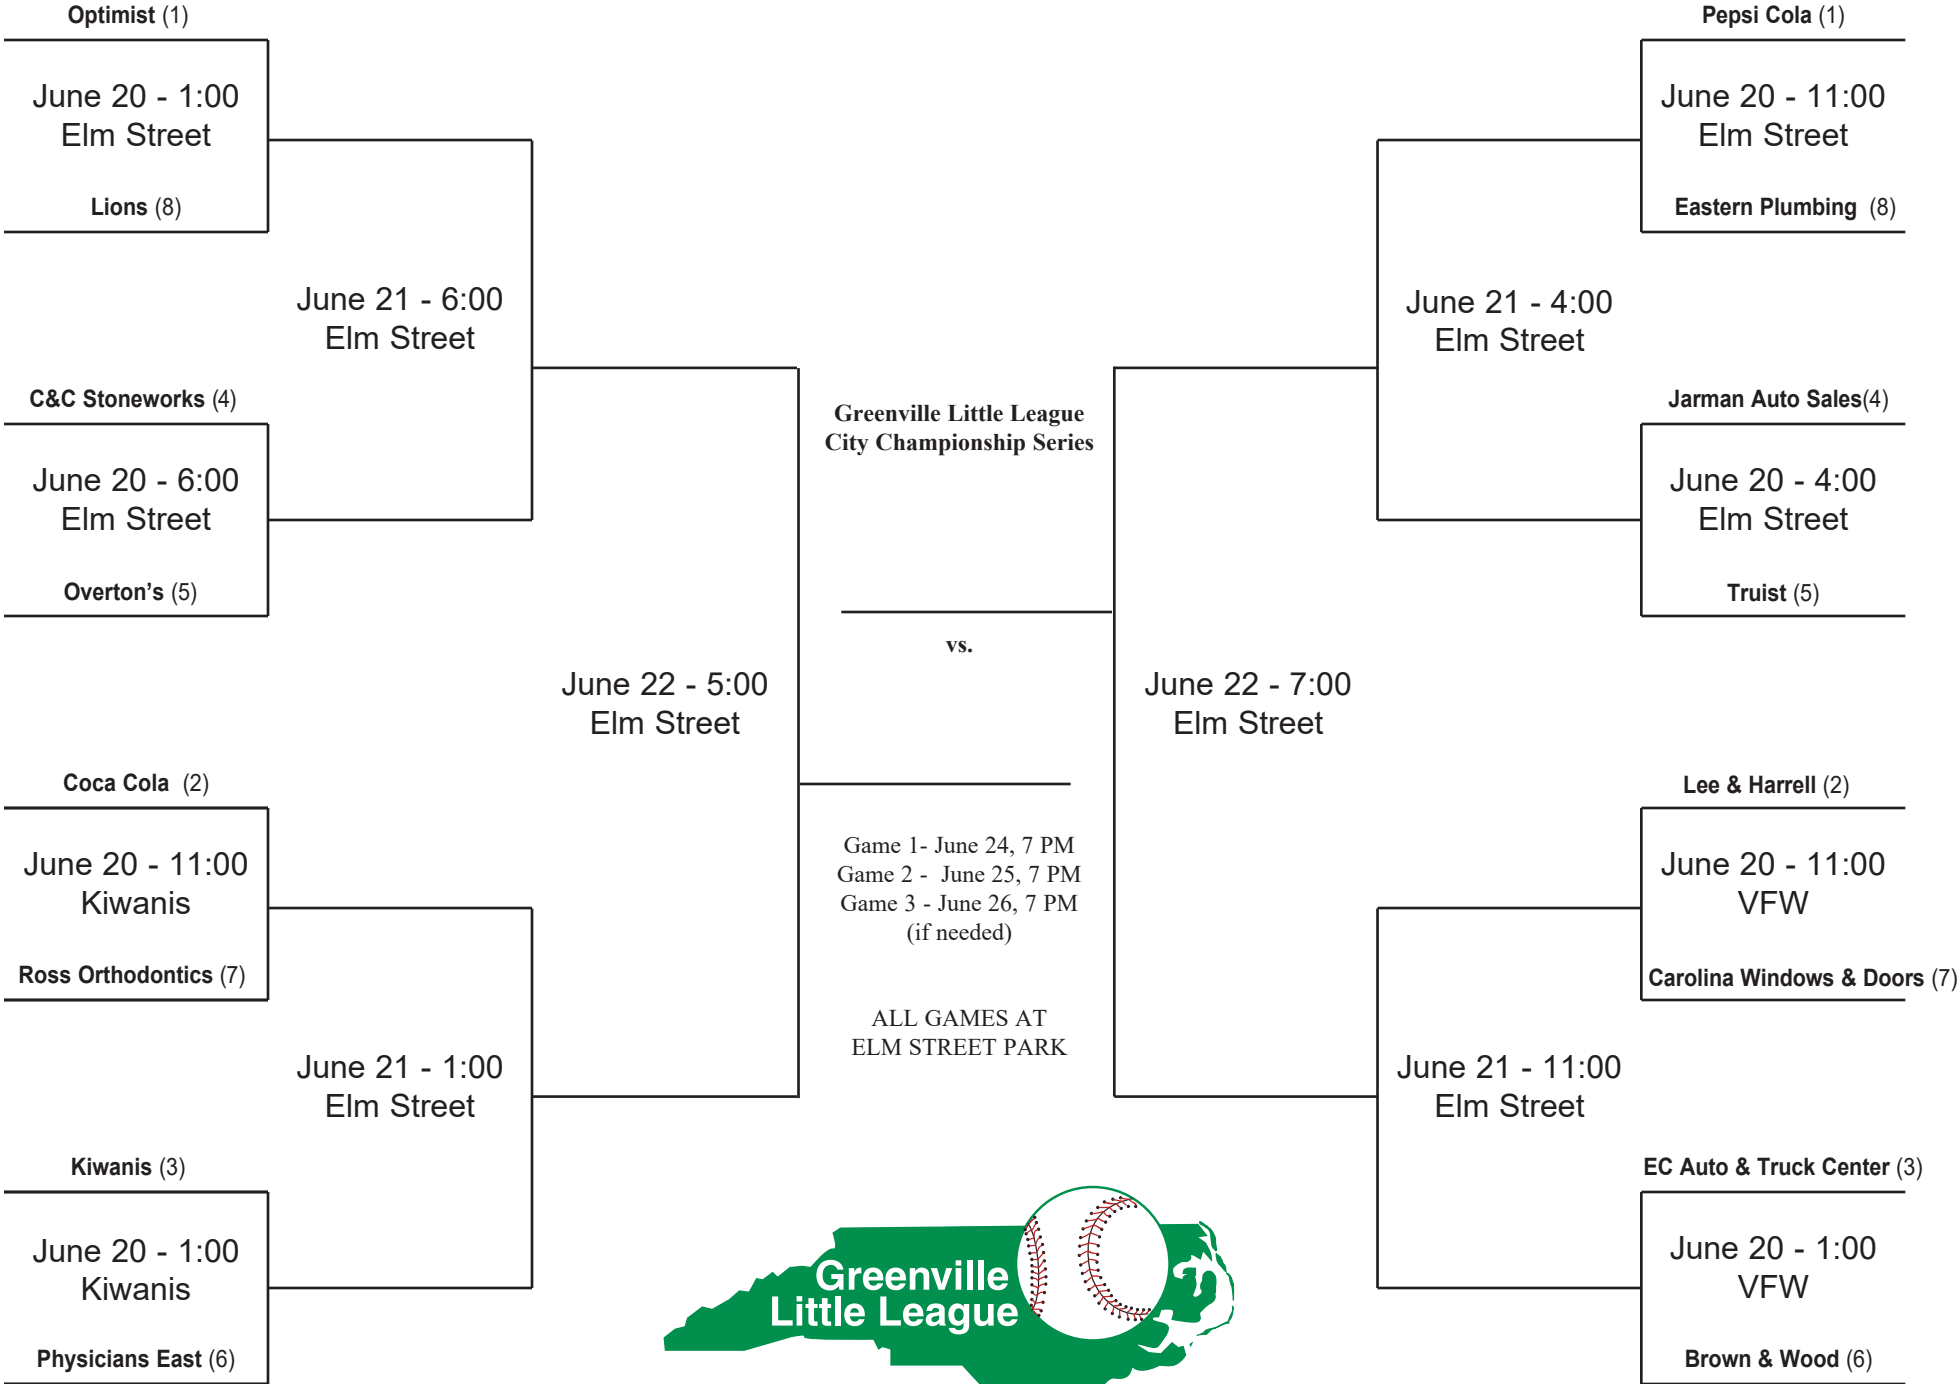 Optimist (1)
June 20 - 1:00
Elm Street
Lions (8)
June 21 - 6:00
Elm Street
C&C Stoneworks (4)
June 20 - 6:00
Elm Street
Overton's (5)
June 22 - 5:00
Elm Street
Coca Cola (2)
June 20 - 11:00
Kiwanis
Ross Orthodontics (7)
June 21 - 1:00
Elm Street
Kiwanis (3)
June 20 - 1:00
Kiwanis
Physicians East (6)
Greenville Little League
City Championship Series
vs.
Game 1- June 24, 7 PM
Game 2 - June 25, 7 PM
Game 3 - June 26, 7 PM
(if needed)
ALL GAMES AT
ELM STREET PARK
Greenville
Little League
Pepsi Cola (1)
June 20 - 11:00
Elm Street
Eastern Plumbing (8)
June 21 - 4:00
Elm Street
Jarman Auto Sales(4)
June 20 - 4:00
Elm Street
Truist (5)
June 22 - 7:00
Elm Street
Lee & Harrell (2)
June 20 - 11:00
VFW
Carolina Windows & Doors (7)
June 21 - 11:00
Elm Street
EC Auto & Truck Center (3)
June 20 - 1:00
VFW
Brown & Wood (6)